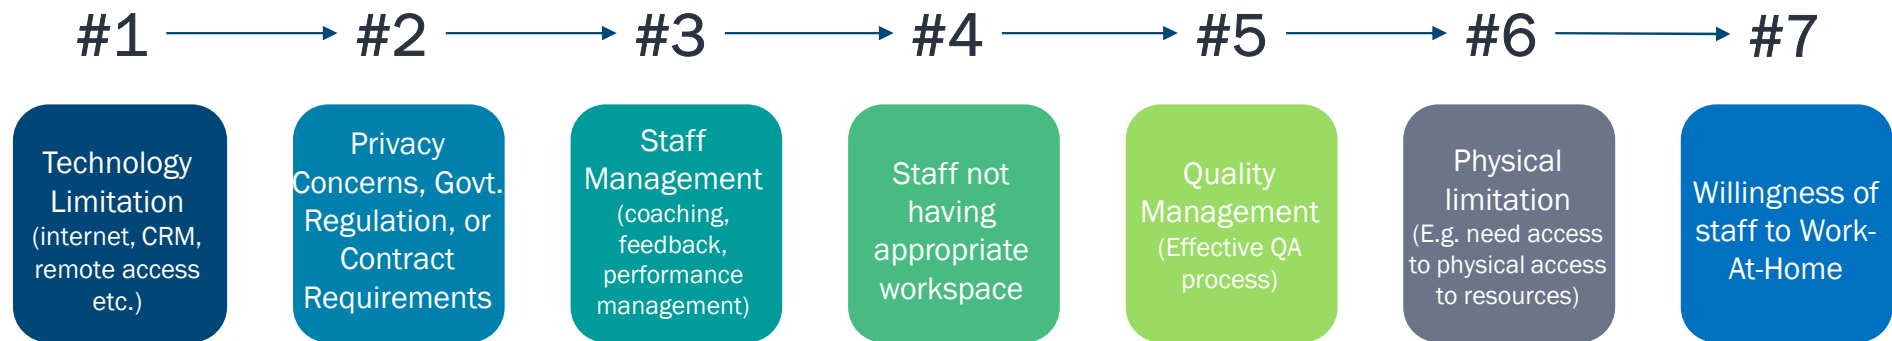 #1
#2
#3
#4
#5
#6
#7
Technology
Limitation
(internet, CRM,
remote access
etc.)
Privacy
Concerns, Govt.
Regulation, or
Contract
Requirements
Staff
Management
(coaching,
feedback,
performance
management)
Staff not
having
appropriate
workspace
Quality
Management
(Effective QA
process)
Physical
limitation
(E.g. need access
to physical access
to resources)
Willingness of
staff to Work-
At-Home